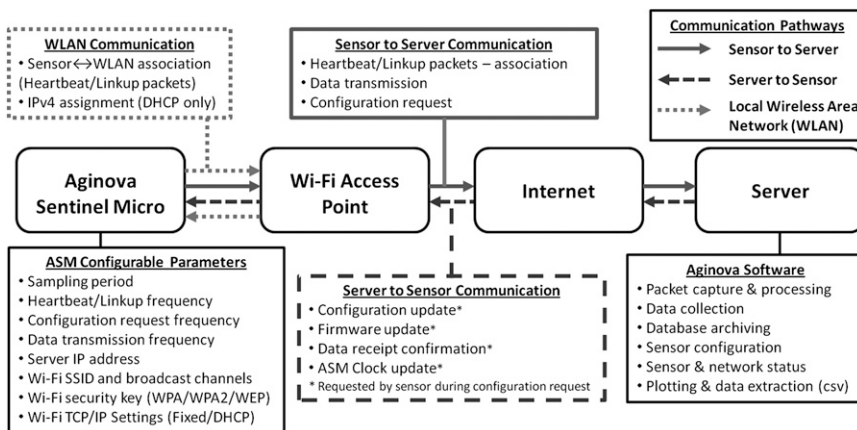 WLAN Communication
• Sensor↔WLAN association
(Heartbeat/Linkup packets)
• IPv4 assignment (DHCP only)
Sensor to Server Communication
• Heartbeat/Linkup packets – association
• Data transmission
• Configuration request
Communication Pathways
Sensor to Server
Server to Sensor
Local Wireless Area
Network (WLAN)
Aginova
Sentinel Micro
Wi-Fi Access
Point
Internet
Server
ASM Configurable Parameters
• Sampling period
• Heartbeat/Linkup frequency
• Configuration request frequency
• Data transmission frequency
• Server IP address
• Wi-Fi SSID and broadcast channels
• Wi-Fi security key (WPA/WPA2/WEP)
• Wi-Fi TCP/IP Settings (Fixed/DHCP)
Server to Sensor Communication
• Configuration update*
• Firmware update*
• Data receipt confirmation*
• ASM Clock update*
* Requested by sensor during configuration request
Aginova Software
• Packet capture & processing
• Data collection
• Database archiving
• Sensor configuration
• Sensor & network status
• Plotting & data extraction (csv)